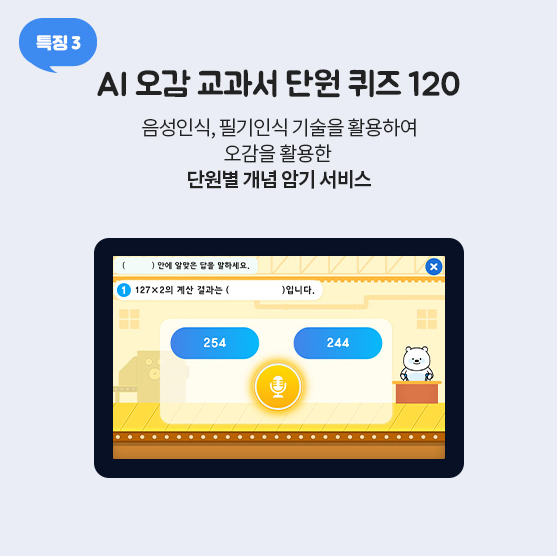 특징 3
AI 오감 교과서 단원 퀴즈 120
음성인식, 필기인식 기술을 활용하여
오감을 활용한
단원별 개념 암기 서비스
( ) 안에 알맞은 답을 말하세요.
1 127×2의 계산 결과는 ( )입니다.
254 244